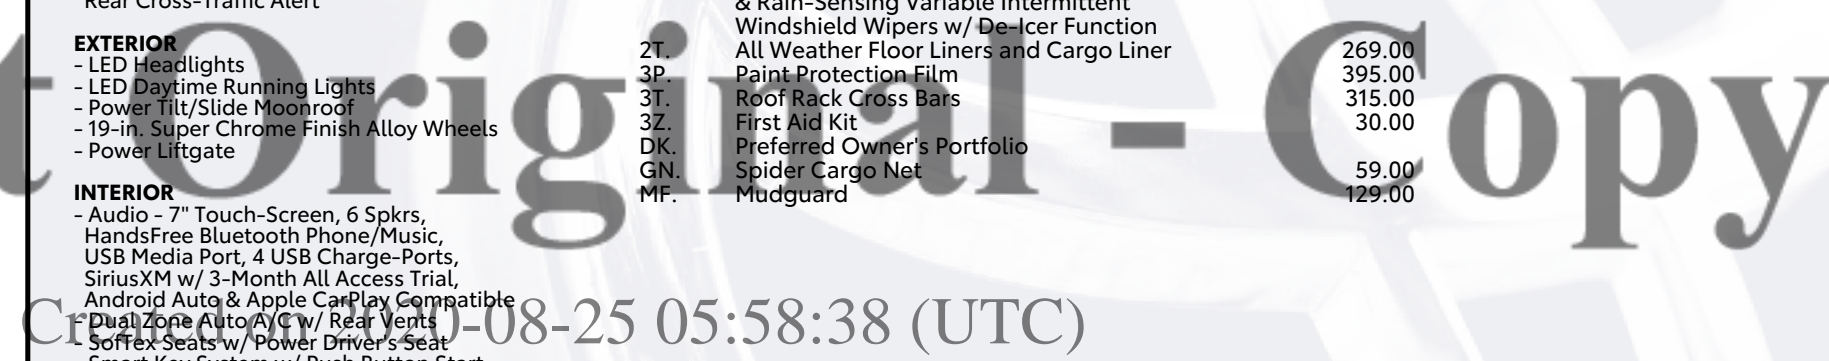 Rear Cross-Traffic Alert
EXTERIOR
- LED Headlights
- LED Daytime Running Lights
- Power Tilt/Slide Moonroof
- 19-in. Super Chrome Finish Alloy Wheels
- Power Liftgate
INTERIOR
- Audio - 7" Touch-Screen, 6 Spkrs,
HandsFree Bluetooth Phone/Music,
USB Media Port, 4 USB Charge-Ports,
SiriusXM w/ 3-Month All Access Trial,
Android Auto & Apple CarPlay Compatible
- Dual Zone Auto A/C w/ Rear Vents
- SofTex Seats w/ Power Driver's Seat
- Smart Key System w/ Push Button Start
& Rain-Sensing Variable Intermittent
Windshield Wipers w/ De-Icer Function
2T. All Weather Floor Liners and Cargo Liner 269.00
3P. Paint Protection Film 395.00
3T. Roof Rack Cross Bars 315.00
3Z. First Aid Kit 30.00
DK. Preferred Owner's Portfolio
GN. Spider Cargo Net 59.00
MF. Mudguard 129.00
t Original - Copy
Created on 2020-08-25 05:58:38 (UTC)